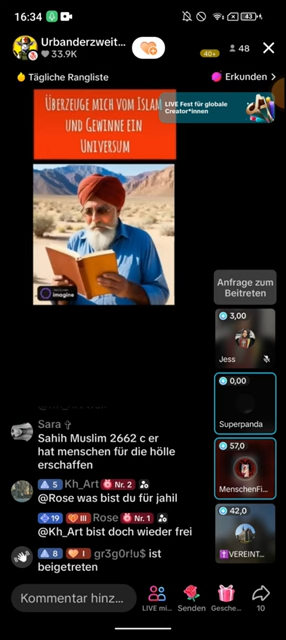 16:34
43
Urbanderzweit...
33.9K
40+
48
Tägliche Rangliste
Erkunden >
LIVE Fest für globale
Creator*innen
ÜBERZEUGE MICH VOM ISLAM
UND GEWINNE EIN
UNIVERSUM
imagine
Anfrage zum
Beitreten
3,00
Jess
0,00
Superpanda
57,0
MenschenFi...
42,0
VEREINT...
Sara
Sahih Muslim 2662 c er
hat menschen für die hölle
erschaffen
5 Kh_Art Nr. 2
@Rose was bist du für jahil
19 III Rose Nr. 1
@Kh_Art bist doch wieder frei
8 I gr3g0r!u$ ist
beigetreten
Kommentar hinz...
LIVE mi...
Senden
Gesche...
10